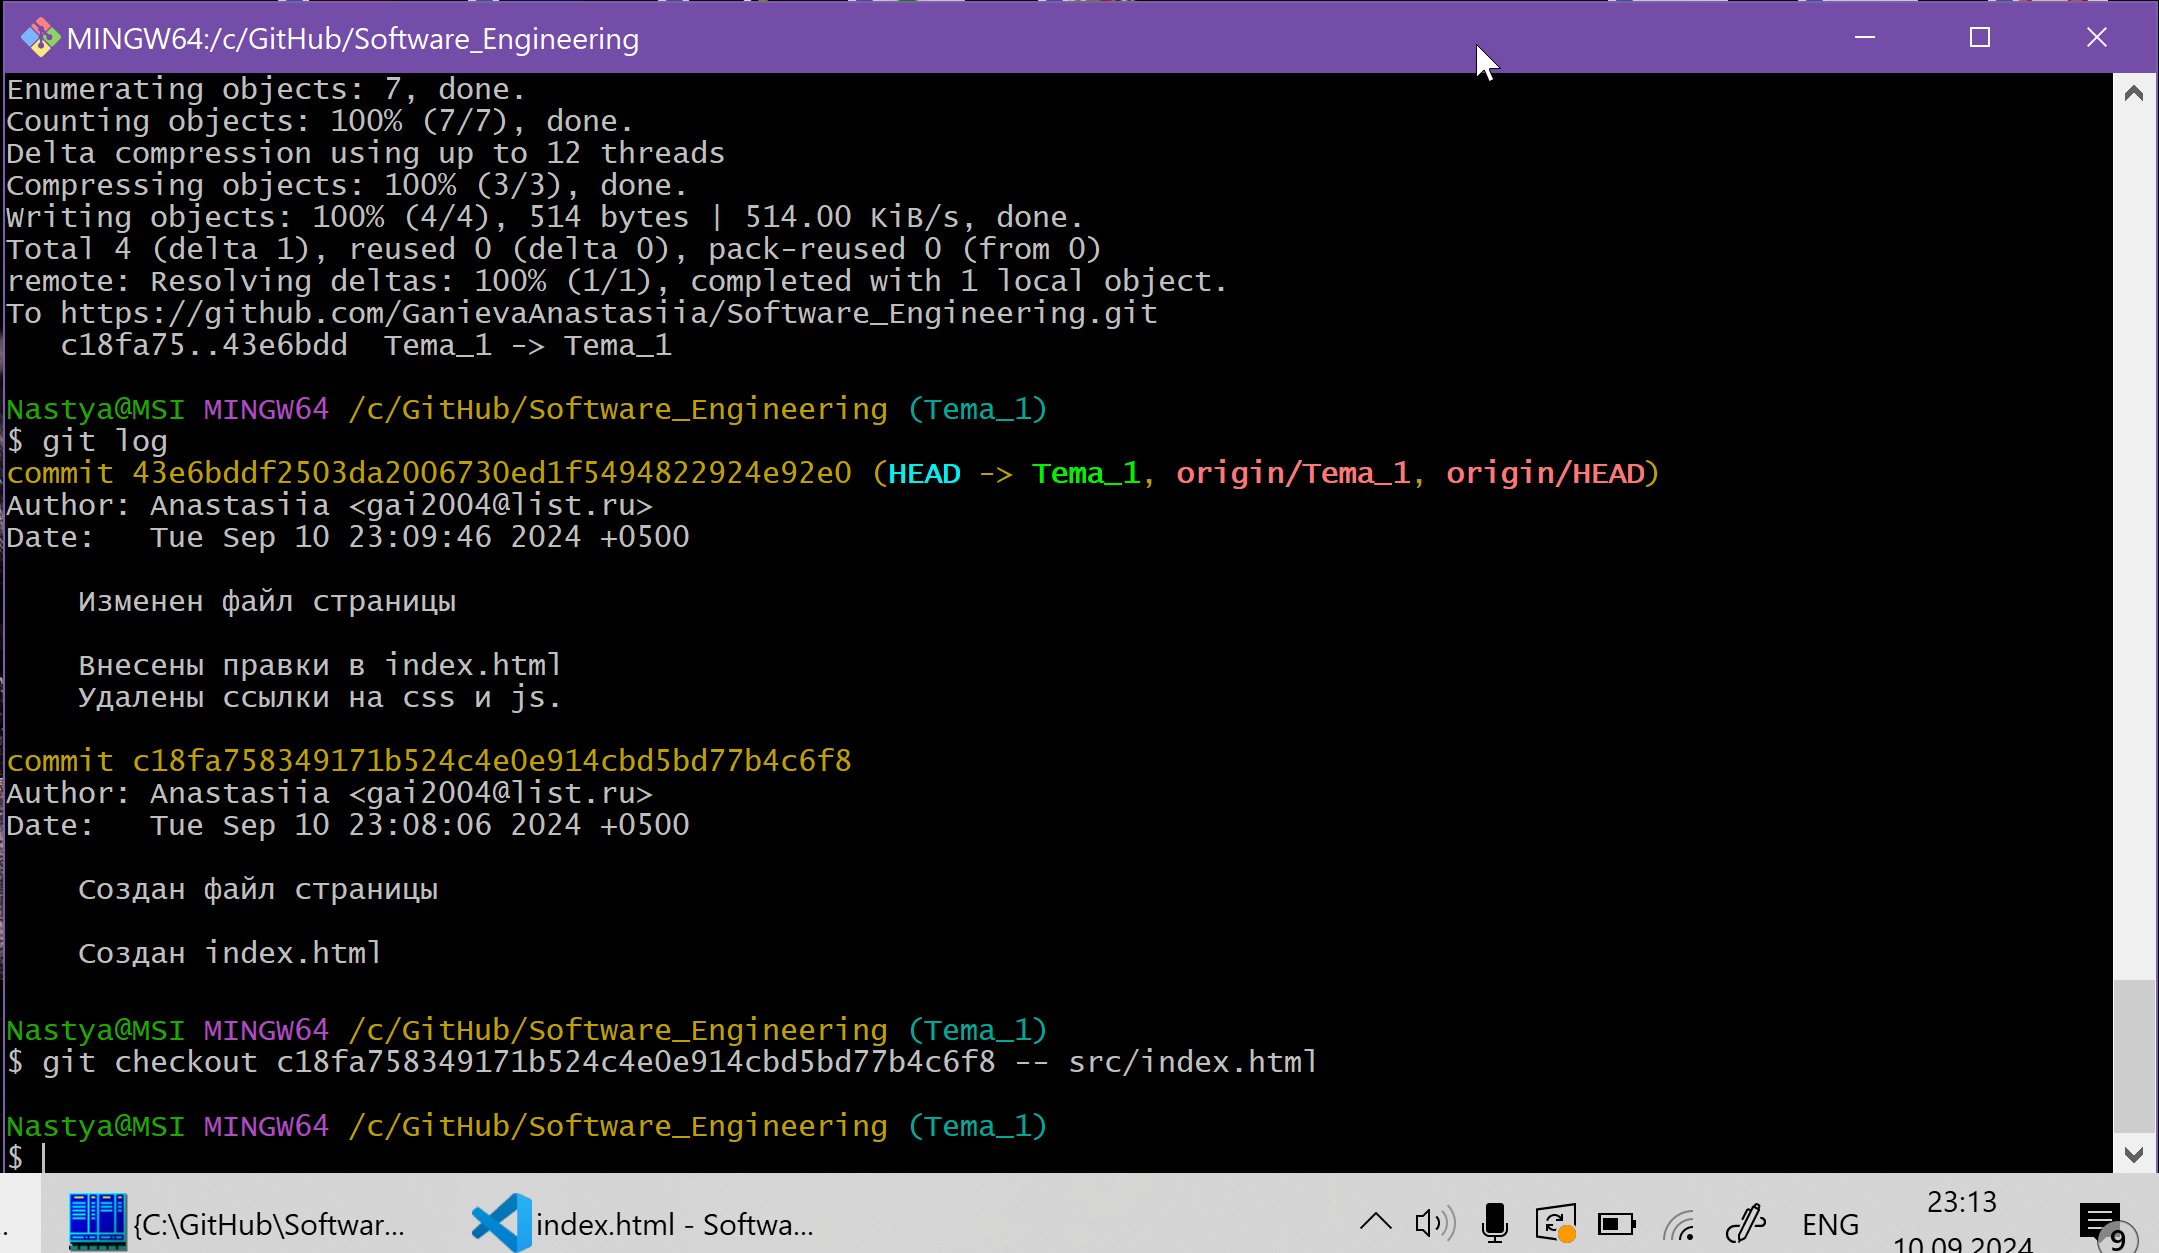 MINGW64:/c/GitHub/Software_Engineering
Enumerating objects: 7, done.
Counting objects: 100% (7/7), done.
Delta compression using up to 12 threads
Compressing objects: 100% (3/3), done.
Writing objects: 100% (4/4), 514 bytes | 514.00 KiB/s, done.
Total 4 (delta 1), reused 0 (delta 0), pack-reused 0 (from 0)
remote: Resolving deltas: 100% (1/1), completed with 1 local object.
To https://github.com/GanievaAnastasiia/Software_Engineering.git
   c18fa75..43e6bdd  Tema_1 -> Tema_1
Nastya@MSI MINGW64 /c/GitHub/Software_Engineering (Tema_1)
$ git log
commit 43e6bddf2503da2006730ed1f5494822924e92e0 (HEAD -> Tema_1, origin/Tema_1, origin/HEAD)
Author: Anastasiia <gai2004@list.ru>
Date:   Tue Sep 10 23:09:46 2024 +0500
    Изменен файл страницы
    Внесены правки в index.html
    Удалены ссылки на css и js.
commit c18fa758349171b524c4e0e914cbd5bd77b4c6f8
Author: Anastasiia <gai2004@list.ru>
Date:   Tue Sep 10 23:08:06 2024 +0500
    Создан файл страницы
    Создан index.html
Nastya@MSI MINGW64 /c/GitHub/Software_Engineering (Tema_1)
$ git checkout c18fa758349171b524c4e0e914cbd5bd77b4c6f8 -- src/index.html
Nastya@MSI MINGW64 /c/GitHub/Software_Engineering (Tema_1)
$
{C:\GitHub\Softwar...
index.html - Softwa...
ENG
23:13
10.09.2024
9